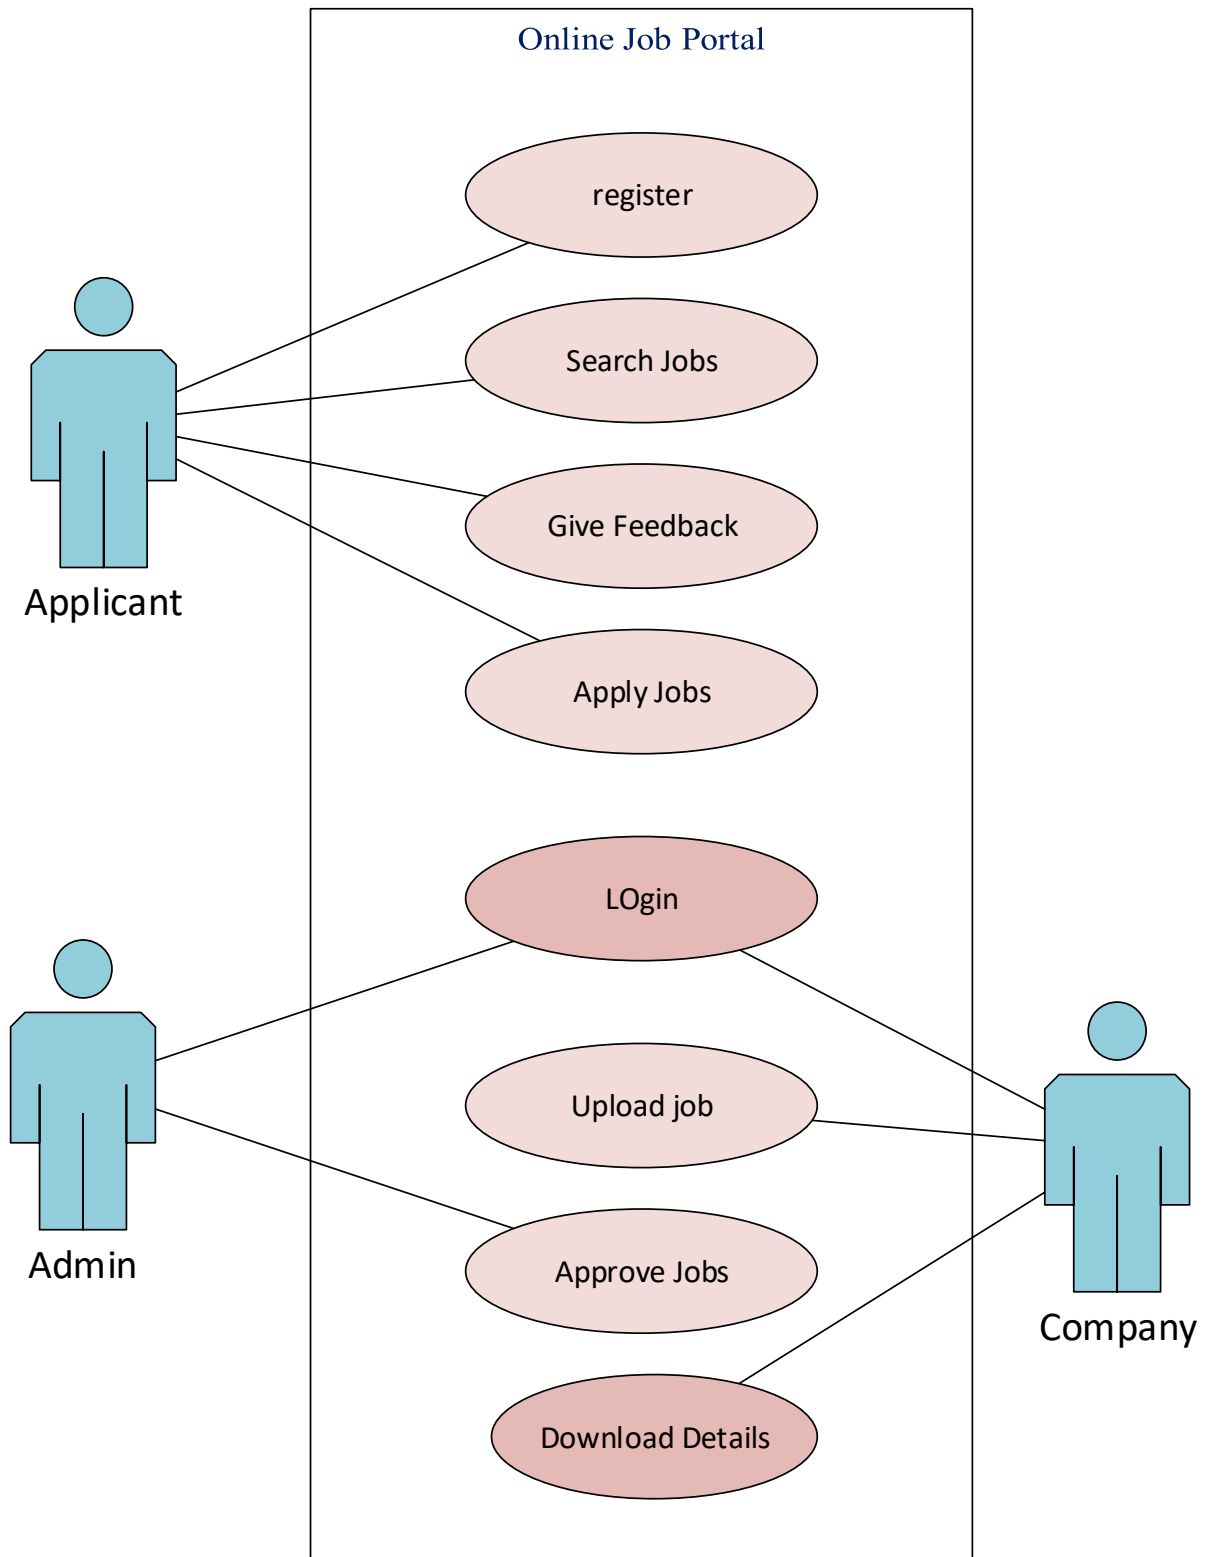 Online Job Portal
register
Search Jobs
Give Feedback
Applicant
Apply Jobs
LOgin
Upload job
Admin
Approve Jobs
Company
Download Details